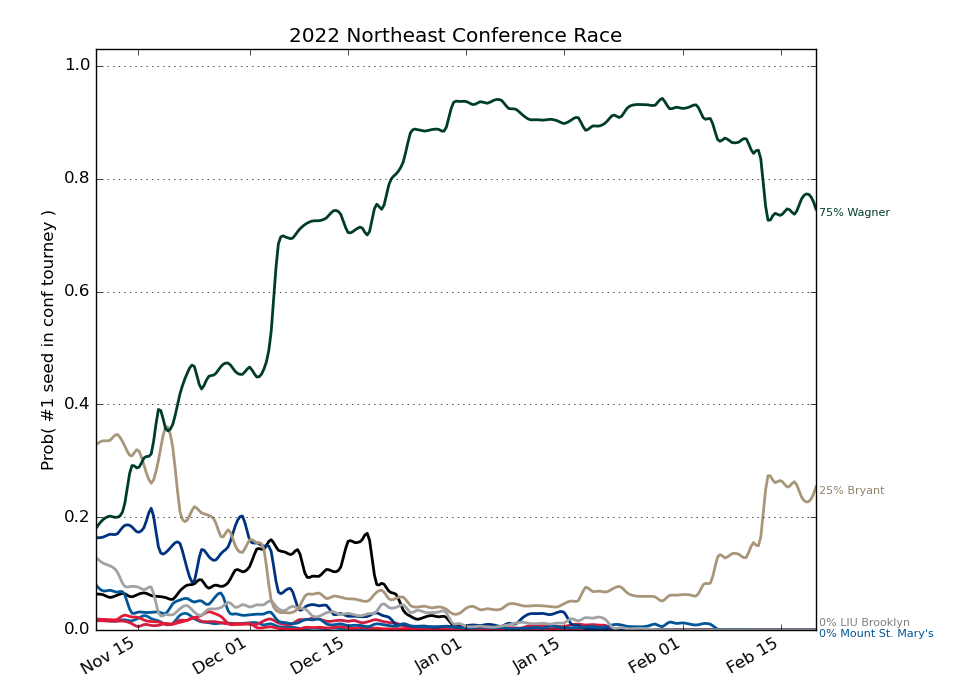 2022 Northeast Conference Race
Prob( #1 seed in conf tourney )
1.0
0.8
0.6
0.4
0.2
0.0
75% Wagner
25% Bryant
0% LIU Brooklyn
0% Mount St. Mary's
Nov 15
Dec 01
Dec 15
Jan 01
Jan 15
Feb 01
Feb 15